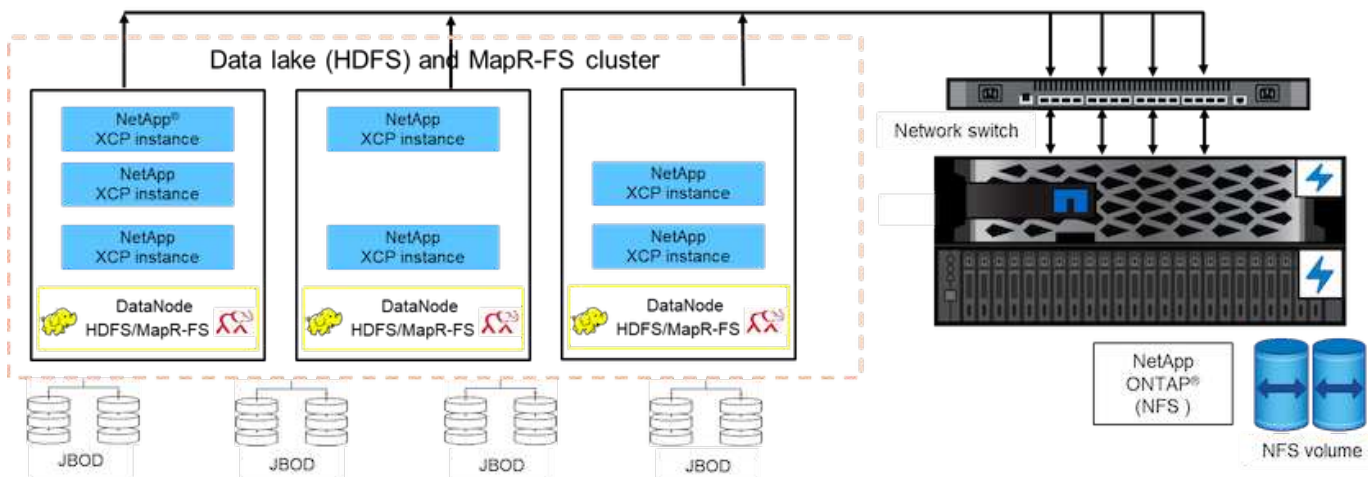 Data lake (HDFS) and MapR-FS cluster
NetApp®
XCP instance
NetApp
XCP instance
NetApp
XCP instance
DataNode
HDFS/MapR-FS
NetApp
XCP instance
NetApp
XCP instance
DataNode
HDFS/MapR-FS
NetApp
XCP instance
NetApp
XCP instance
DataNode
HDFS/MapR-FS
JBOD
JBOD
JBOD
JBOD
Network switch
NetApp
ONTAP®
(NFS )
NFS volume